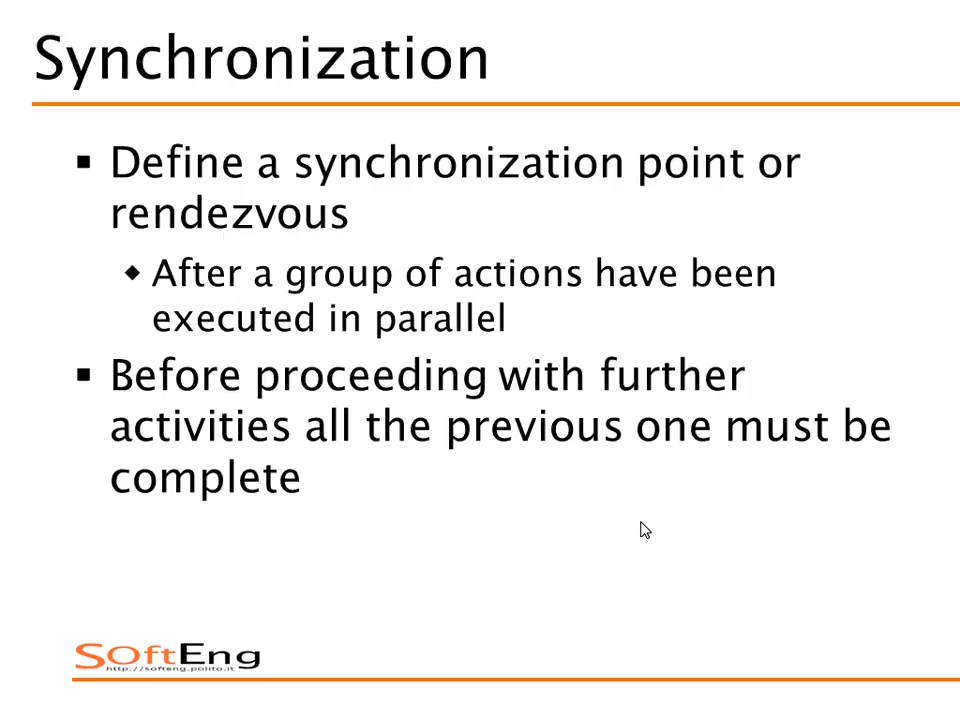 Synchronization
▪ Define a synchronization point or
rendezvous
◆ After a group of actions have been
executed in parallel
▪ Before proceeding with further
activities all the previous one must be
complete
SOftEng
http://softeng.polito.it